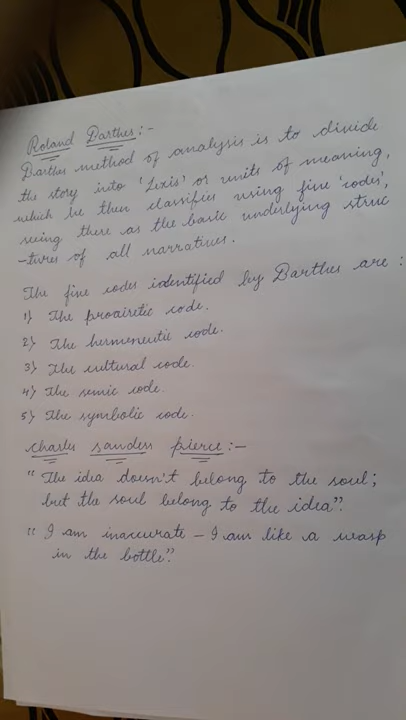 Roland Barthes:-
Barthes method of analysis is to divide
the story into 'Lexis' or units of meaning,
which he then classifies using five 'codes',
seeing there as the basic underlying struc
-tures of all narratives.
The five codes identified by Barthes are :
1) The proairetic code.
2) The hermeneutic code.
3) The cultural code.
4) The semic code.
5) The symbolic code.
charles sandess pierce:-
"The idea doesn't belong to the soul;
but the soul belong to the idea".
"I am inaccurate - I am like a wasp
in the bottle".